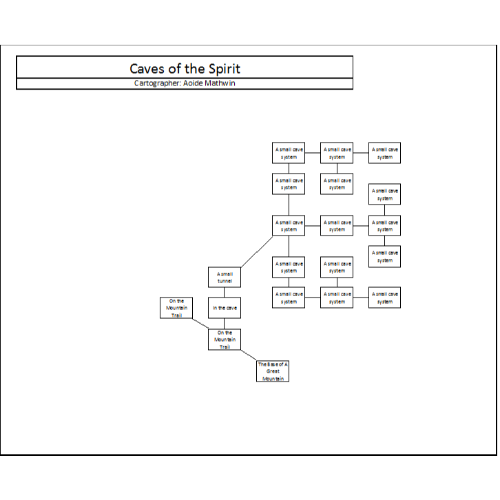 Caves of the Spirit
Cartographer: Aoide Mathwin
A small cave
system
A small cave
system
A small cave
system
A small cave
system
A small cave
system
A small cave
system
A small cave
system
A small cave
system
A small cave
system
A small cave
system
A small cave
system
A small cave
system
A small
tunnel
A small cave
system
A small cave
system
A small cave
system
On the
Mountain
Trail
In the cave
On the
Mountain
Trail
The Base of A
Great
Mountain